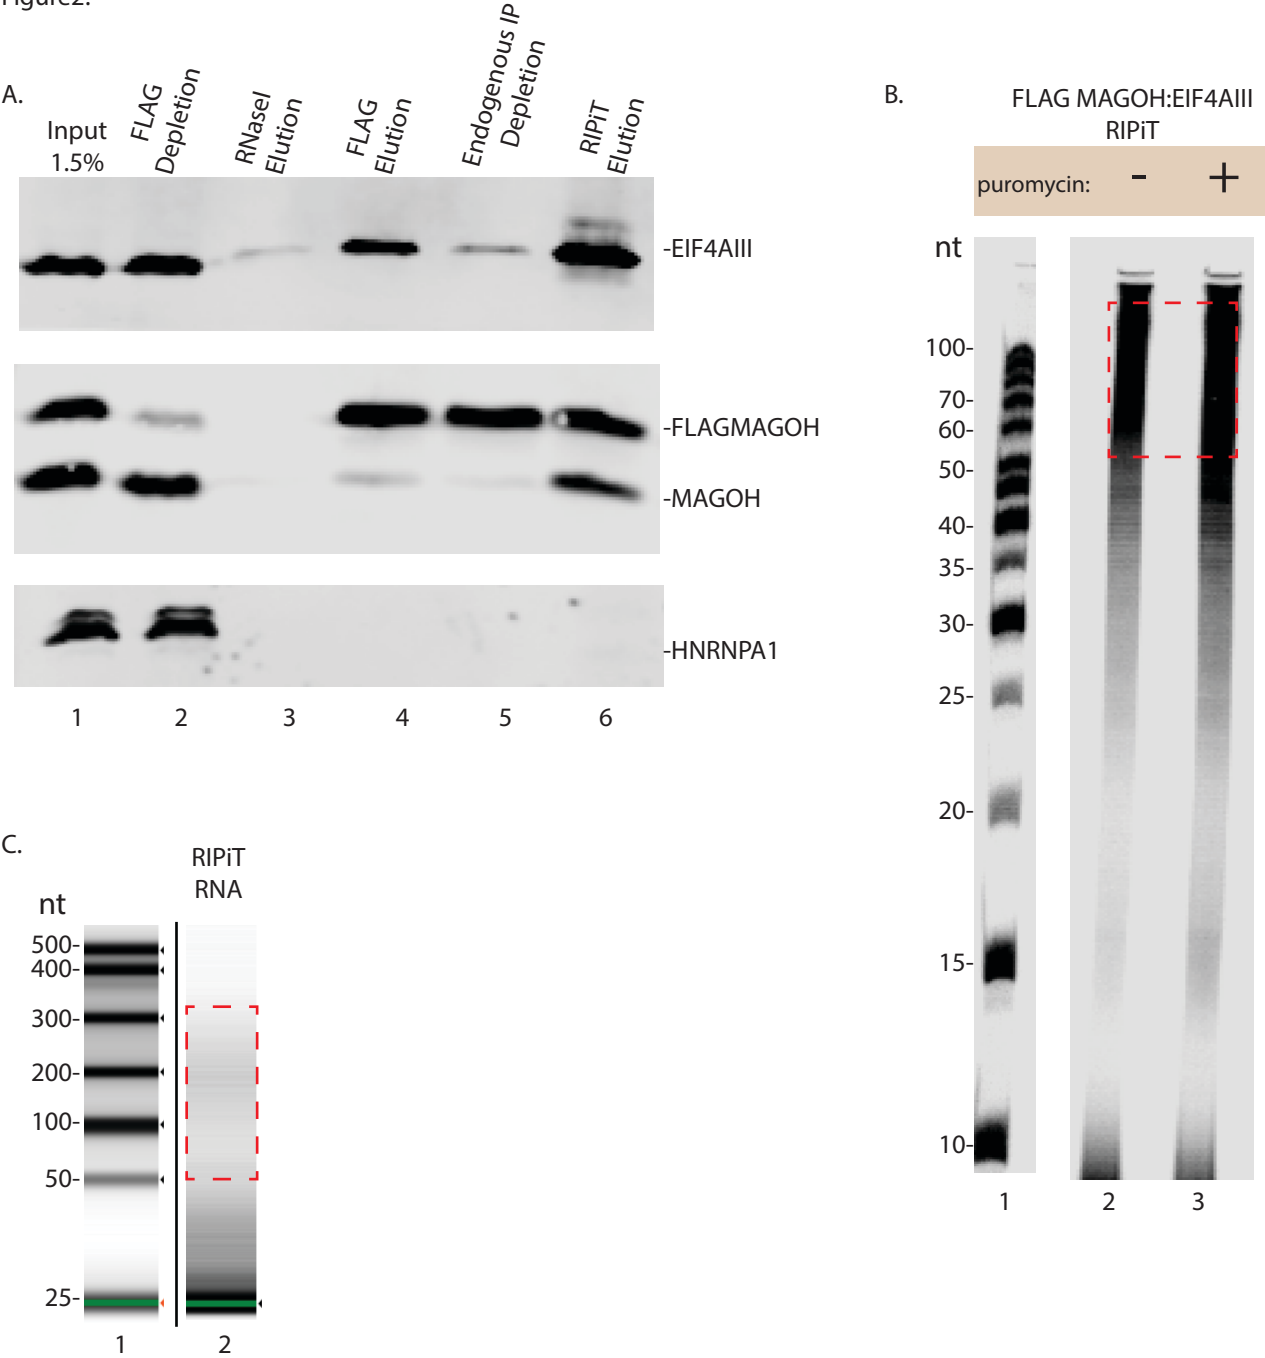 Figure2.
A.
Input
1.5%
FLAG
Depletion
RNaseI
Elution
FLAG
Elution
Endogenous IP
Depletion
RIPiT
Elution
-EIF4AIII
-FLAGMAGOH
-MAGOH
-HNRNPA1
1 2 3 4 5 6
B.
FLAG MAGOH:EIF4AIII
RIPiT
puromycin: - +
nt
100-
70-
60-
50-
40-
35-
30-
25-
20-
15-
10-
1 2 3
C.
RIPiT
RNA
nt
500-
400-
300-
200-
100-
50-
25-
1 2